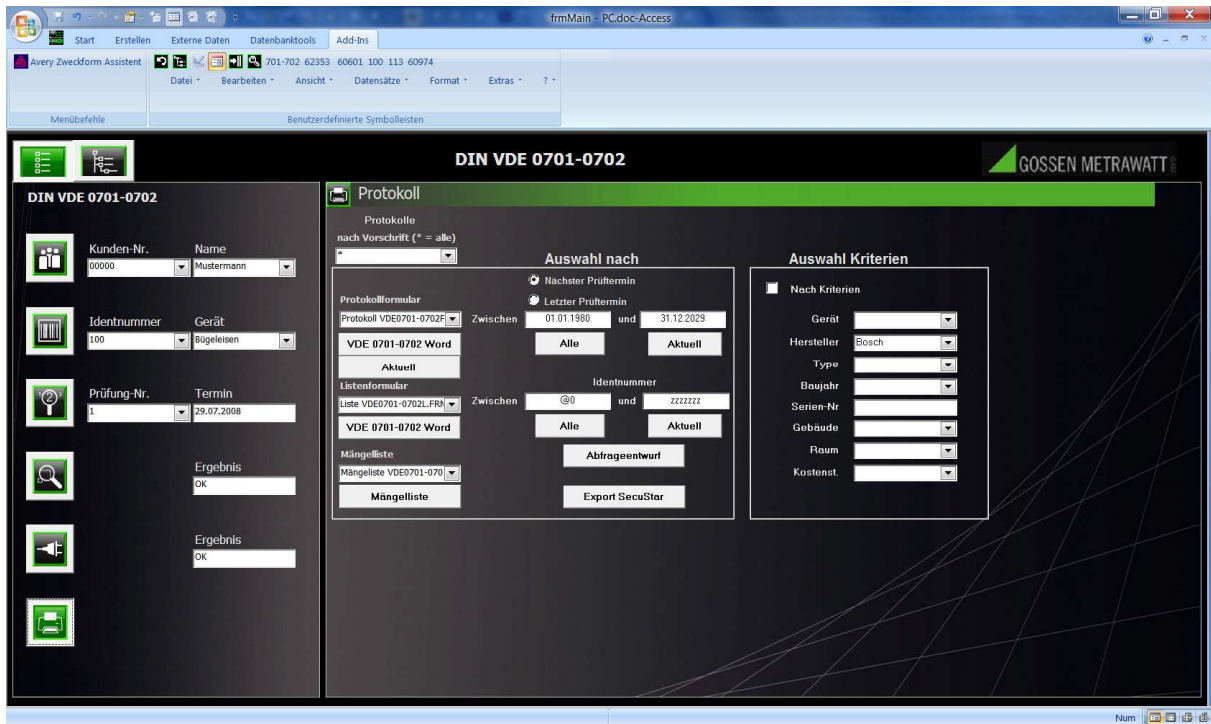 frmMain - PC.doc-Access
Start Erstellen Externe Daten Datenbanktools Add-Ins
Avery Zweckform Assistent 701-702 62353 60601 100 113 60974
Datei Bearbeiten Ansicht Datensätze Format Extras ?
Menübefehle Benutzerdefinierte Symbolleisten
DIN VDE 0701-0702
GOSSEN METRAWATT
DIN VDE 0701-0702
Kunden-Nr. Name
00000 Mustermann
Identnummer Gerät
100 Bügeleisen
Prüfung-Nr. Termin
1 29.07.2008
Ergebnis
OK
Ergebnis
OK
Protokoll
Protokolle
nach Vorschrift (* = alle)
*
Auswahl nach
Nächster Prüftermin
Letzter Prüftermin
Protokollformular
Protokoll VDE0701-0702F Zwischen 01.01.1980 und 31.12.2029
VDE 0701-0702 Word Alle Aktuell
Aktuell
Listenformular Identnummer
Liste VDE0701-0702L.FRM Zwischen @0 und zzzzzzz
VDE 0701-0702 Word Alle Aktuell
Mängelliste Abfrageentwurf
Mängeliste VDE0701-070
Mängelliste Export SecuStar
Auswahl Kriterien
Nach Kriterien
Gerät
Hersteller Bosch
Type
Baujahr
Serien-Nr
Gebäude
Raum
Kostenst.
Num